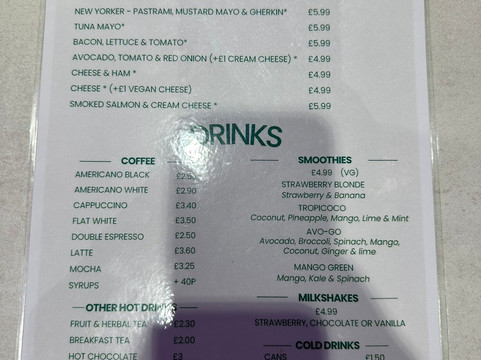 NEW YORKER - PASTRAMI, MUSTARD MAYO & GHERKIN* £5.99
TUNA MAYO* £5.99
BACON, LETTUCE & TOMATO* £5.99
AVOCADO, TOMATO & RED ONION (+£1 CREAM CHEESE) * £4.99
CHEESE & HAM * £4.99
CHEESE * (+£1 VEGAN CHEESE) £4.99
SMOKED SALMON & CREAM CHEESE * £5.99
DRINKS
COFFEE
AMERICANO BLACK
AMERICANO WHITE £2.90
CAPPUCCINO £3.40
FLAT WHITE £3.50
DOUBLE ESPRESSO £2.50
LATTE £3.60
MOCHA £3.25
SYRUPS + 40P
OTHER HOT DRINKS
FRUIT & HERBAL TEA £2.30
BREAKFAST TEA £2.00
HOT CHOCOLATE £3
SMOOTHIES
£4.99 (VG)
STRAWBERRY BLONDE
Strawberry & Banana
TROPICOCO
Coconut, Pineapple, Mango, Lime & Mint
AVO-GO
Avocado, Broccoli, Spinach, Mango,
Coconut, Ginger & lime
MANGO GREEN
Mango, Kale & Spinach
MILKSHAKES
£4.99
STRAWBERRY, CHOCOLATE OR VANILLA
COLD DRINKS
CANS £1.50